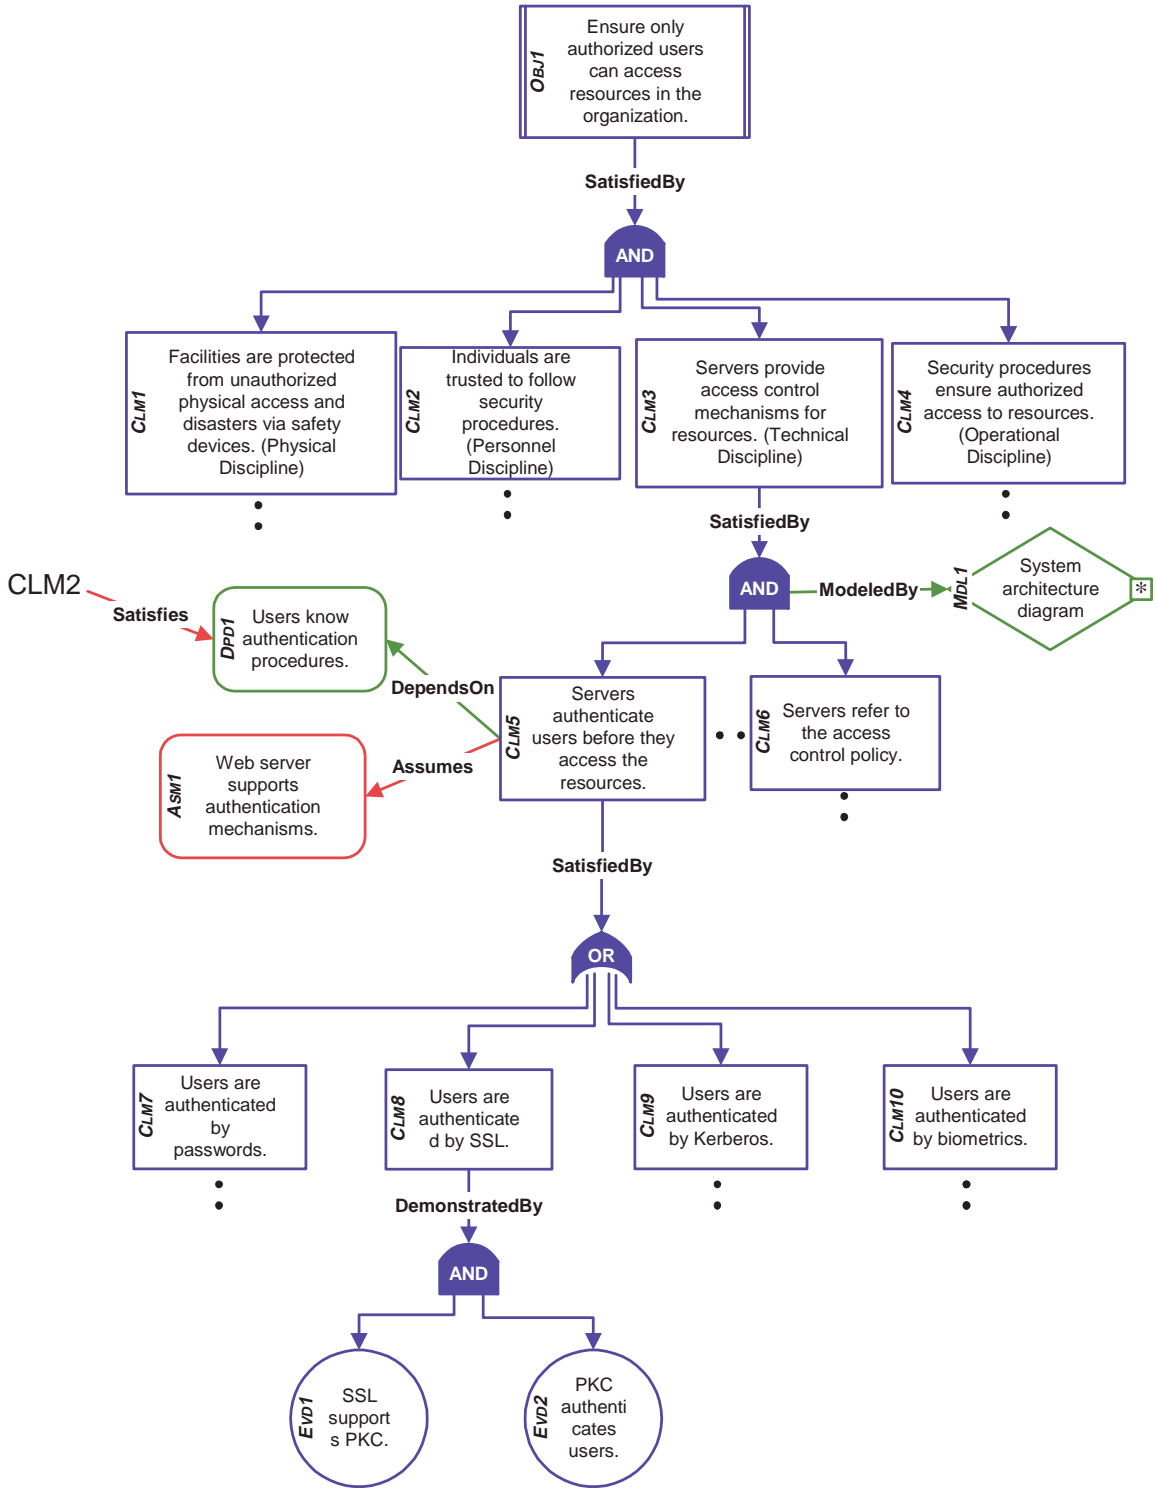 OBJ1
Ensure only
authorized users
can access
resources in the
organization.
SatisfiedBy
AND
CLM1
Facilities are protected
from unauthorized
physical access and
disasters via safety
devices. (Physical
Discipline)
CLM2
Individuals are
trusted to follow
security
procedures.
(Personnel
Discipline)
CLM3
Servers provide
access control
mechanisms for
resources. (Technical
Discipline)
CLM4
Security procedures
ensure authorized
access to resources.
(Operational
Discipline)
SatisfiedBy
AND
ModeledBy
MDL1
System
architecture
diagram
*
CLM2
Satisfies
DPD1
Users know
authentication
procedures.
DependsOn
CLM5
Servers
authenticate
users before they
access the
resources.
CLM6
Servers refer to
the access
control policy.
Assumes
ASM1
Web server
supports
authentication
mechanisms.
SatisfiedBy
OR
CLM7
Users are
authenticated
by
passwords.
CLM8
Users are
authenticate
d by SSL.
CLM9
Users are
authenticated
by Kerberos.
CLM10
Users are
authenticated
by biometrics.
DemonstratedBy
AND
EVD1
SSL
support
s PKC.
EVD2
PKC
authenti
cates
users.